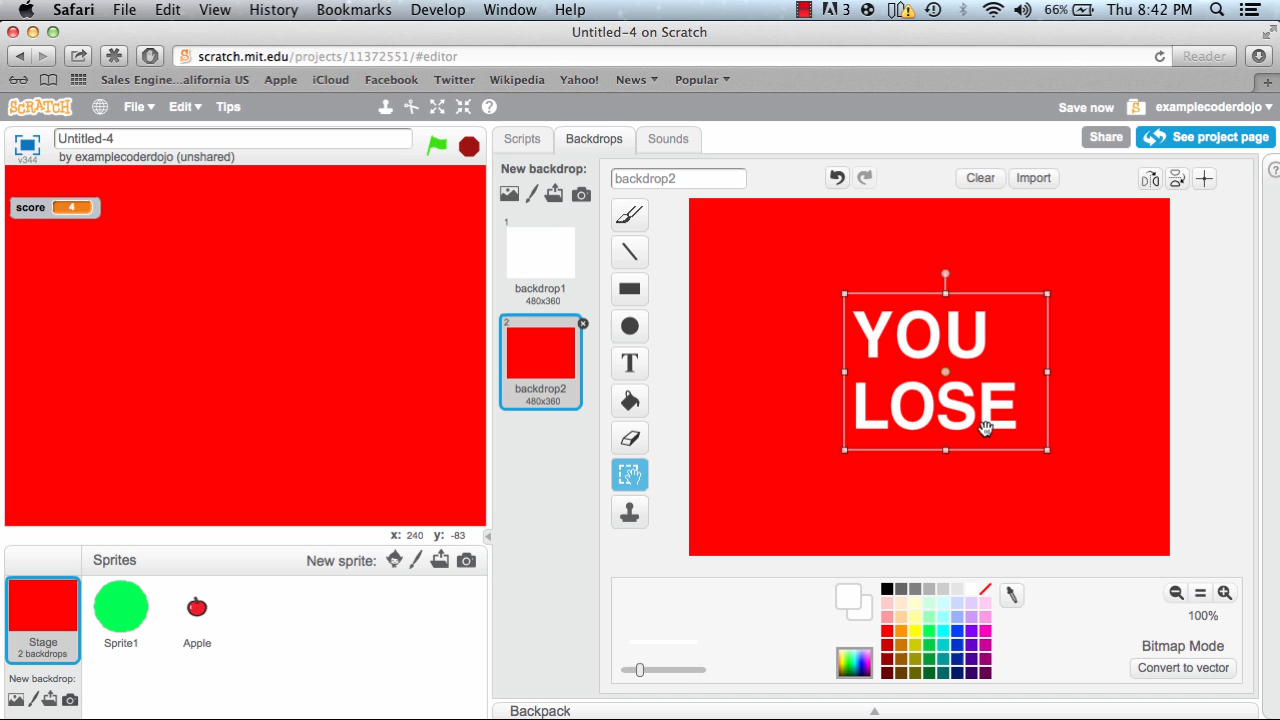 Safari File Edit View History Bookmarks Develop Window Help 3 66% Thu 8:42 PM
Untitled-4 on Scratch
scratch.mit.edu/projects/11372551/#editor Reader
Sales Engine...alifornia US Apple iCloud Facebook Twitter Wikipedia Yahoo! News Popular
SCRATCH File Edit Tips Save now examplecoderdojo
Untitled-4
v344 by examplecoderdojo (unshared)
Scripts Backdrops Sounds Share See project page
New backdrop:
backdrop2 Clear Import
score 4
1
backdrop1
480x360
2
backdrop2
480x360
YOU
LOSE
x: 240 y: -83
Sprites New sprite:
Stage
2 backdrops
Sprite1 Apple
New backdrop:
T
100%
Bitmap Mode
Convert to vector
Backpack